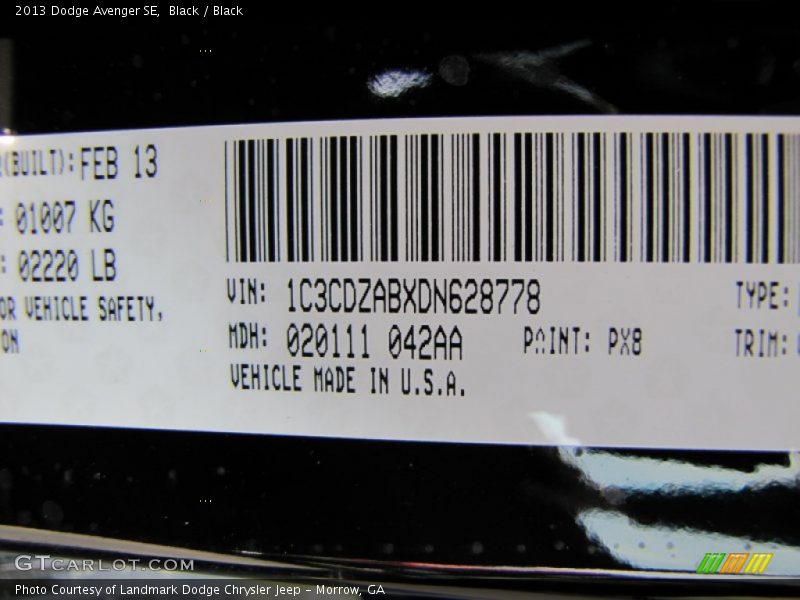 2013 Dodge Avenger SE,  Black / Black
(BUILT): FEB 13
: 01007 KG
: 02220 LB
OR VEHICLE SAFETY,
ON
VIN: 1C3CDZABXDN628778
TYPE:
MDH: 020111 042AA
PAINT: PX8
TRIM:
VEHICLE MADE IN U.S.A.
GTCARLOT.COM
Photo Courtesy of Landmark Dodge Chrysler Jeep - Morrow, GA